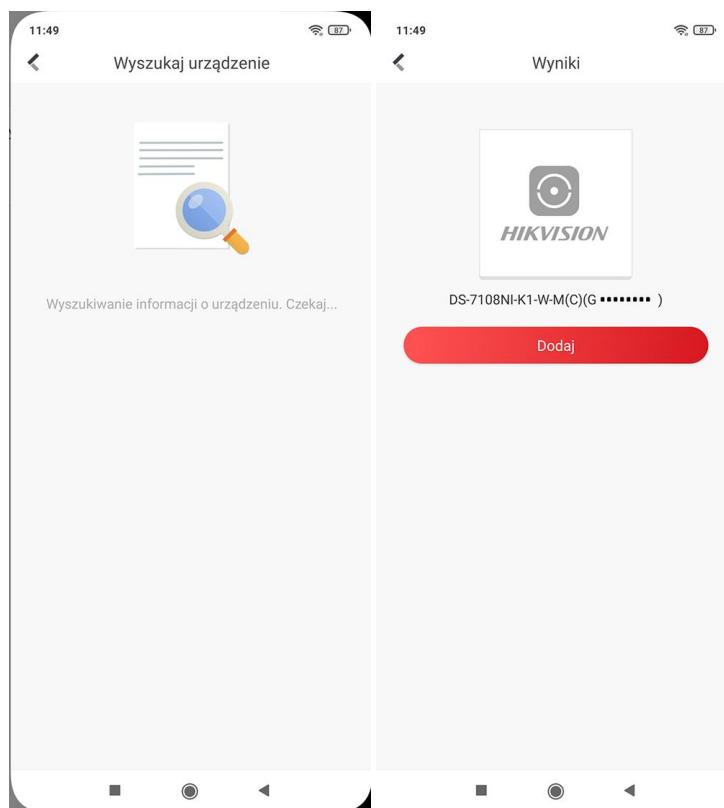 11:49
87
Wyszukaj urządzenie
Wyszukiwanie informacji o urządzeniu. Czekaj...
11:49
87
Wyniki
HIKVISION
DS-7108NI-K1-W-M(C)(G •••••••• )
Dodaj